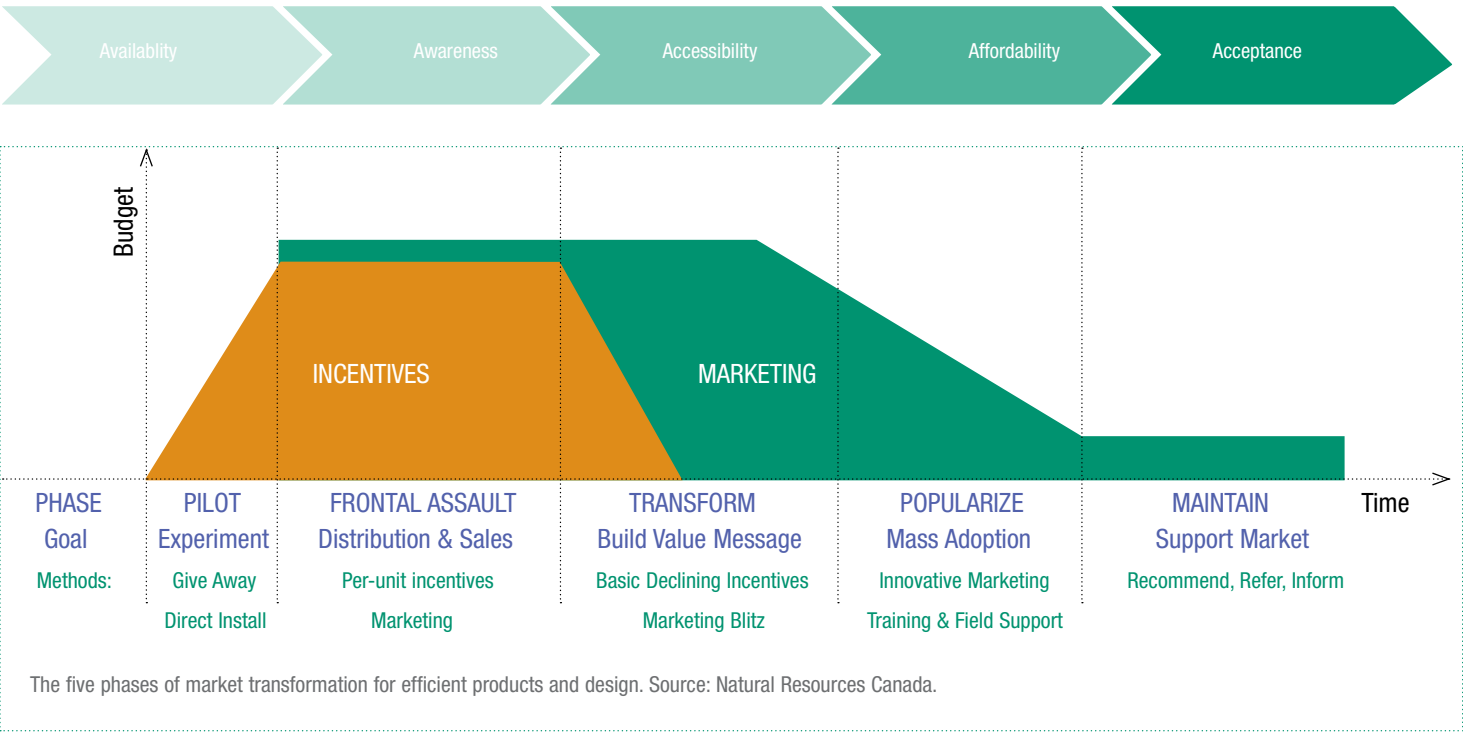 Availablity
Awareness
Accessibility
Affordability
Acceptance
Budget
INCENTIVES
MARKETING
PHASE
PILOT
FRONTAL ASSAULT
TRANSFORM
POPULARIZE
MAINTAIN
Time
Goal
Experiment
Distribution & Sales
Build Value Message
Mass Adoption
Support Market
Methods:
Give Away
Per-unit incentives
Basic Declining Incentives
Innovative Marketing
Recommend, Refer, Inform
Direct Install
Marketing
Marketing Blitz
Training & Field Support
The five phases of market transformation for efficient products and design. Source: Natural Resources Canada.